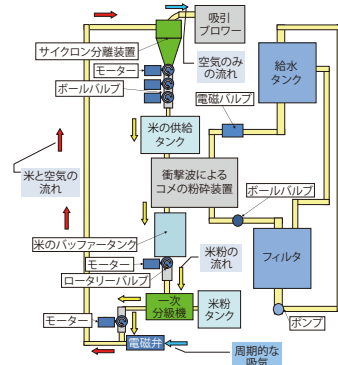 吸引
ブロワー
サイクロン分離装置
モーター
ボールバルブ
空気のみ
の流れ
給水
タンク
電磁バルブ
米の供給
タンク
米と空気の
流れ
衝撃波による
コメの粉砕装置
ボールバルブ
米のバッファータンク
米粉の
流れ
フィルタ
モーター
ロータリーバルブ
一次
分級機
米粉
タンク
モーター
ポンプ
電磁弁
周期的な
吸気